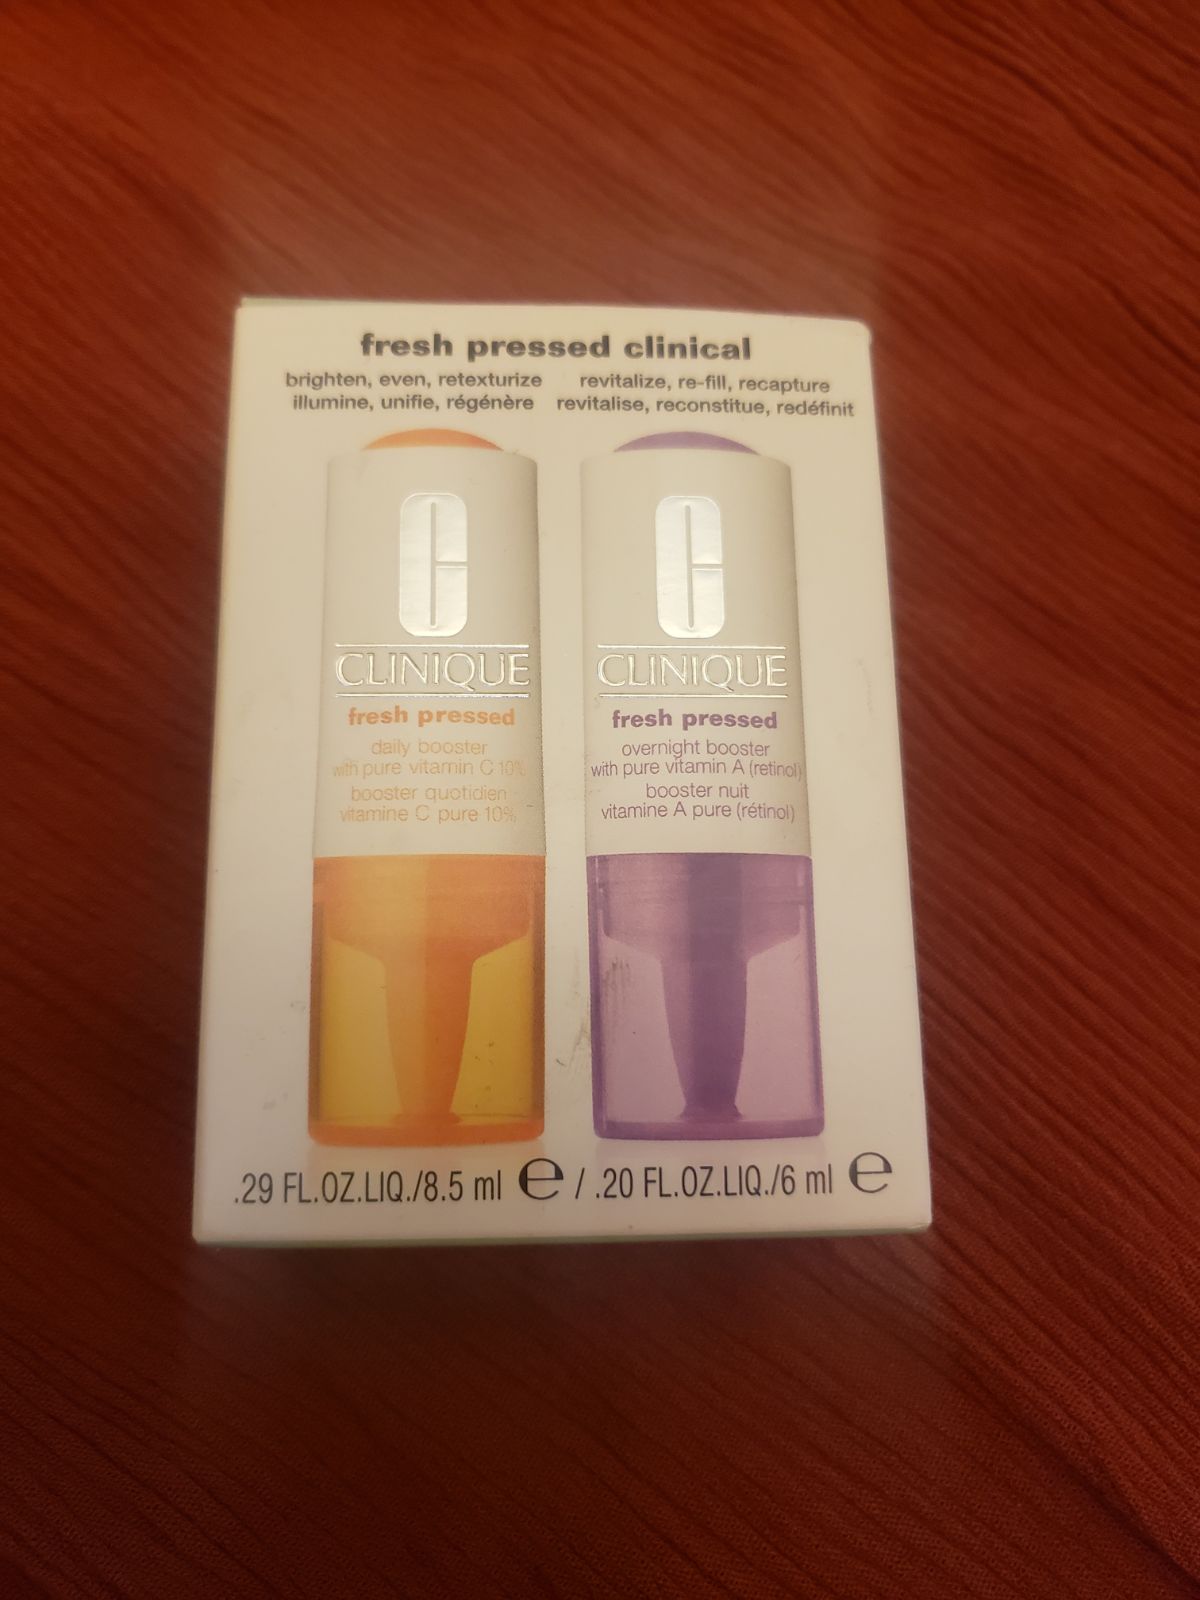 fresh pressed clinical
brighten, even, retexturize
illumine, unifie, régénère
revitalize, re-fill, recapture
revitalise, reconstitue, redéfinit
C
CLINIQUE
fresh pressed
daily booster
with pure vitamin C 10%
booster quotidien
vitamine C pure 10%
C
CLINIQUE
fresh pressed
overnight booster
with pure vitamin A (retinol)
booster nuit
vitamine A pure (rétinol)
.29 FL.OZ.LIQ./8.5 ml ℮ / .20 FL.OZ.LIQ./6 ml ℮